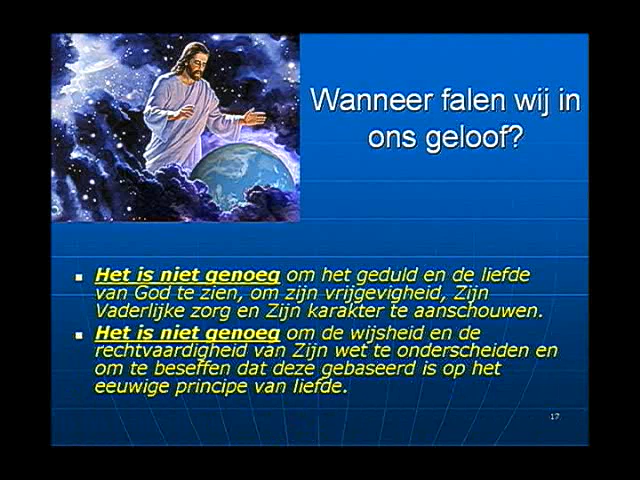 Wanneer falen wij in
ons geloof?
Het is niet genoeg om het geduld en de liefde
van God te zien, om zijn vrijgevigheid, Zijn
Vaderlijke zorg en Zijn karakter te aanschouwen.
Het is niet genoeg om de wijsheid en de
rechtvaardigheid van Zijn wet te onderscheiden en
om te beseffen dat deze gebaseerd is op het
eeuwige principe van liefde.
17